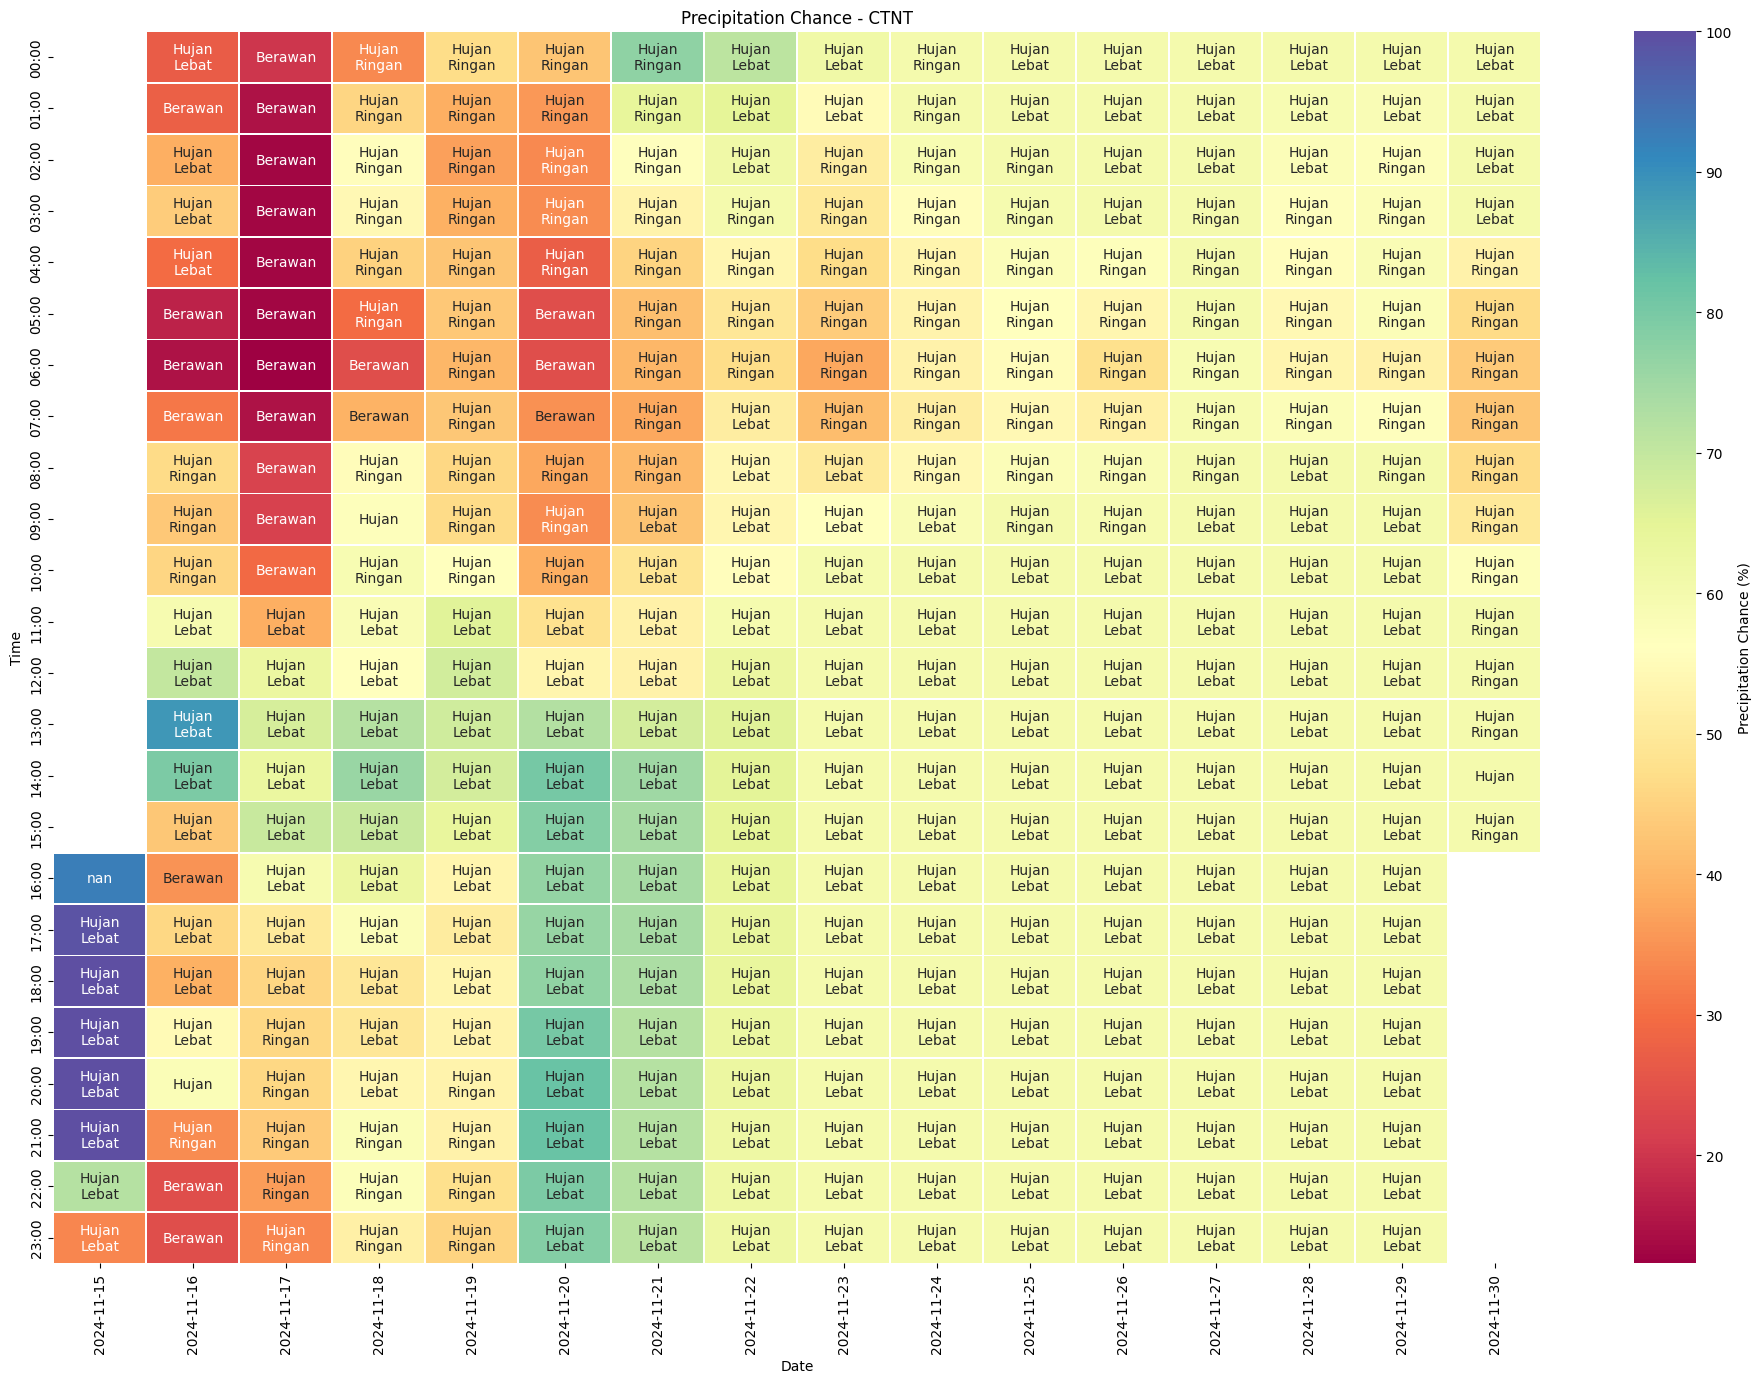 Precipitation Chance - CTNT
00:00 Hujan Lebat Berawan Hujan Ringan Hujan Ringan Hujan Ringan Hujan Ringan Hujan Lebat Hujan Lebat Hujan Ringan Hujan Lebat Hujan Lebat Hujan Lebat Hujan Lebat Hujan Lebat Hujan Lebat
01:00 Berawan Berawan Hujan Ringan Hujan Ringan Hujan Ringan Hujan Ringan Hujan Lebat Hujan Lebat Hujan Ringan Hujan Lebat Hujan Lebat Hujan Lebat Hujan Lebat Hujan Lebat Hujan Lebat
02:00 Hujan Lebat Berawan Hujan Ringan Hujan Ringan Hujan Ringan Hujan Ringan Hujan Lebat Hujan Ringan Hujan Ringan Hujan Ringan Hujan Lebat Hujan Lebat Hujan Lebat Hujan Ringan Hujan Lebat
03:00 Hujan Lebat Berawan Hujan Ringan Hujan Ringan Hujan Ringan Hujan Ringan Hujan Ringan Hujan Ringan Hujan Ringan Hujan Ringan Hujan Lebat Hujan Ringan Hujan Ringan Hujan Ringan Hujan Lebat
04:00 Hujan Lebat Berawan Hujan Ringan Hujan Ringan Hujan Ringan Hujan Ringan Hujan Ringan Hujan Ringan Hujan Ringan Hujan Ringan Hujan Ringan Hujan Ringan Hujan Ringan Hujan Ringan Hujan Ringan
05:00 Berawan Berawan Hujan Ringan Hujan Ringan Berawan Hujan Ringan Hujan Ringan Hujan Ringan Hujan Ringan Hujan Ringan Hujan Ringan Hujan Ringan Hujan Ringan Hujan Ringan Hujan Ringan
06:00 Berawan Berawan Berawan Hujan Ringan Berawan Hujan Ringan Hujan Ringan Hujan Ringan Hujan Ringan Hujan Ringan Hujan Ringan Hujan Ringan Hujan Ringan Hujan Ringan Hujan Ringan
07:00 Berawan Berawan Berawan Hujan Ringan Berawan Hujan Ringan Hujan Lebat Hujan Ringan Hujan Ringan Hujan Ringan Hujan Ringan Hujan Ringan Hujan Ringan Hujan Ringan Hujan Ringan
08:00 Hujan Ringan Berawan Hujan Ringan Hujan Ringan Hujan Ringan Hujan Ringan Hujan Lebat Hujan Lebat Hujan Ringan Hujan Ringan Hujan Ringan Hujan Ringan Hujan Lebat Hujan Ringan Hujan Ringan
09:00 Hujan Ringan Berawan Hujan Hujan Ringan Hujan Ringan Hujan Lebat Hujan Lebat Hujan Lebat Hujan Lebat Hujan Ringan Hujan Ringan Hujan Lebat Hujan Lebat Hujan Lebat Hujan Ringan
10:00 Hujan Ringan Berawan Hujan Ringan Hujan Ringan Hujan Ringan Hujan Lebat Hujan Lebat Hujan Lebat Hujan Lebat Hujan Lebat Hujan Lebat Hujan Lebat Hujan Lebat Hujan Lebat Hujan Ringan
11:00 Hujan Lebat Hujan Lebat Hujan Lebat Hujan Lebat Hujan Lebat Hujan Lebat Hujan Lebat Hujan Lebat Hujan Lebat Hujan Lebat Hujan Lebat Hujan Lebat Hujan Lebat Hujan Lebat Hujan Ringan
12:00 Hujan Lebat Hujan Lebat Hujan Lebat Hujan Lebat Hujan Lebat Hujan Lebat Hujan Lebat Hujan Lebat Hujan Lebat Hujan Lebat Hujan Lebat Hujan Lebat Hujan Lebat Hujan Lebat Hujan Ringan
13:00 Hujan Lebat Hujan Lebat Hujan Lebat Hujan Lebat Hujan Lebat Hujan Lebat Hujan Lebat Hujan Lebat Hujan Lebat Hujan Lebat Hujan Lebat Hujan Lebat Hujan Lebat Hujan Lebat Hujan Ringan
14:00 Hujan Lebat Hujan Lebat Hujan Lebat Hujan Lebat Hujan Lebat Hujan Lebat Hujan Lebat Hujan Lebat Hujan Lebat Hujan Lebat Hujan Lebat Hujan Lebat Hujan Lebat Hujan Lebat Hujan
15:00 Hujan Lebat Hujan Lebat Hujan Lebat Hujan Lebat Hujan Lebat Hujan Lebat Hujan Lebat Hujan Lebat Hujan Lebat Hujan Lebat Hujan Lebat Hujan Lebat Hujan Lebat Hujan Lebat Hujan Ringan
16:00 nan Berawan Hujan Lebat Hujan Lebat Hujan Lebat Hujan Lebat Hujan Lebat Hujan Lebat Hujan Lebat Hujan Lebat Hujan Lebat Hujan Lebat Hujan Lebat Hujan Lebat Hujan Lebat
17:00 Hujan Lebat Hujan Lebat Hujan Lebat Hujan Lebat Hujan Lebat Hujan Lebat Hujan Lebat Hujan Lebat Hujan Lebat Hujan Lebat Hujan Lebat Hujan Lebat Hujan Lebat Hujan Lebat Hujan Lebat
18:00 Hujan Lebat Hujan Lebat Hujan Lebat Hujan Lebat Hujan Lebat Hujan Lebat Hujan Lebat Hujan Lebat Hujan Lebat Hujan Lebat Hujan Lebat Hujan Lebat Hujan Lebat Hujan Lebat Hujan Lebat
19:00 Hujan Lebat Hujan Lebat Hujan Ringan Hujan Lebat Hujan Lebat Hujan Lebat Hujan Lebat Hujan Lebat Hujan Lebat Hujan Lebat Hujan Lebat Hujan Lebat Hujan Lebat Hujan Lebat Hujan Lebat
20:00 Hujan Lebat Hujan Hujan Ringan Hujan Lebat Hujan Ringan Hujan Lebat Hujan Lebat Hujan Lebat Hujan Lebat Hujan Lebat Hujan Lebat Hujan Lebat Hujan Lebat Hujan Lebat Hujan Lebat
21:00 Hujan Lebat Hujan Ringan Hujan Ringan Hujan Ringan Hujan Ringan Hujan Lebat Hujan Lebat Hujan Lebat Hujan Lebat Hujan Lebat Hujan Lebat Hujan Lebat Hujan Lebat Hujan Lebat Hujan Lebat
22:00 Hujan Lebat Berawan Hujan Ringan Hujan Ringan Hujan Ringan Hujan Lebat Hujan Lebat Hujan Lebat Hujan Lebat Hujan Lebat Hujan Lebat Hujan Lebat Hujan Lebat Hujan Lebat Hujan Lebat
23:00 Hujan Lebat Berawan Hujan Ringan Hujan Ringan Hujan Ringan Hujan Lebat Hujan Lebat Hujan Lebat Hujan Lebat Hujan Lebat Hujan Lebat Hujan Lebat Hujan Lebat Hujan Lebat Hujan Lebat
Time
2024-11-15 2024-11-16 2024-11-17 2024-11-18 2024-11-19 2024-11-20 2024-11-21 2024-11-22 2024-11-23 2024-11-24 2024-11-25 2024-11-26 2024-11-27 2024-11-28 2024-11-29 2024-11-30
Date
100
90
80
70
60
50
40
30
20
Precipitation Chance (%)